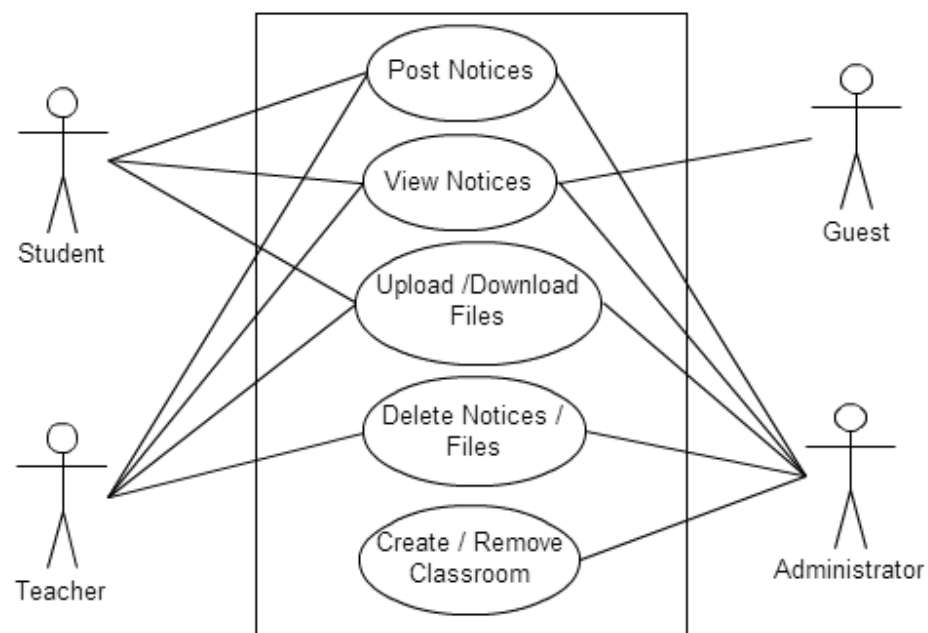 Post Notices
View Notices
Student
Guest
Upload /Download
Files
Delete Notices /
Files
Create / Remove
Classroom
Teacher
Administrator